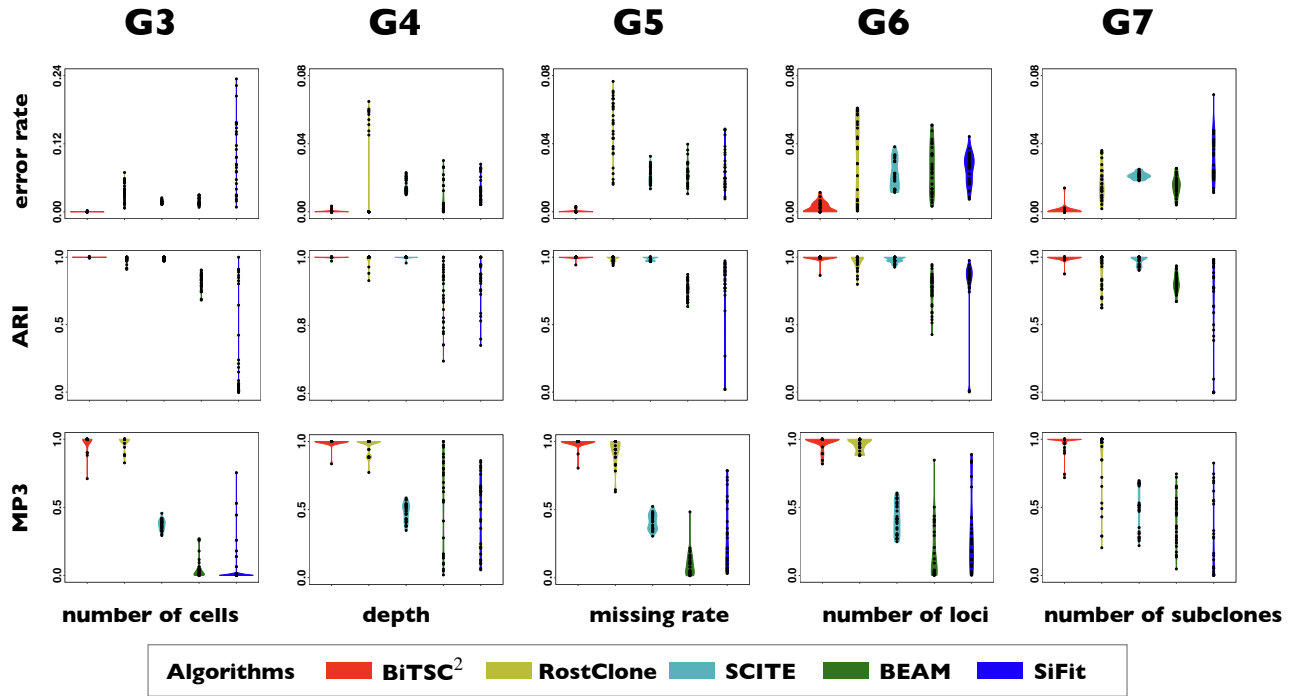 G3 G4 G5 G6 G7
error rate
0.00 0.12 0.24
0.00 0.04 0.08
0.00 0.04 0.08
0.00 0.04 0.08
0.00 0.04 0.08
ARI
0.0 0.5 1.0
0.6 0.8 1.0
0.0 0.5 1.0
0.0 0.5 1.0
0.0 0.5 1.0
MP3
0.0 0.5 1.0
0.0 0.5 1.0
0.0 0.5 1.0
0.0 0.5 1.0
0.0 0.5 1.0
number of cells depth missing rate number of loci number of subclones
Algorithms BiTSC² RostClone SCITE BEAM SiFit